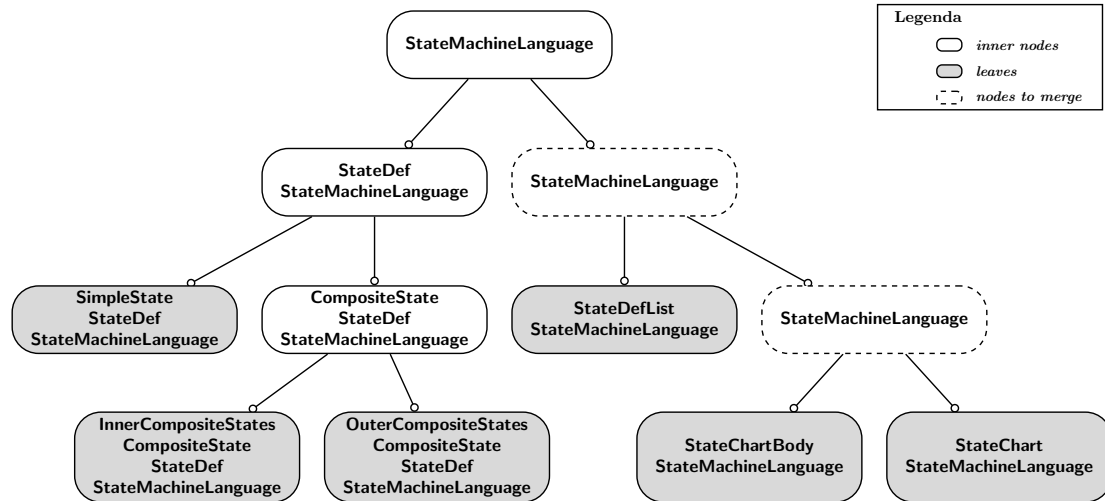 Legenda
inner nodes
leaves
nodes to merge
StateMachineLanguage
StateDef
StateMachineLanguage
StateMachineLanguage
SimpleState
StateDef
StateMachineLanguage
CompositeState
StateDef
StateMachineLanguage
StateDefList
StateMachineLanguage
StateMachineLanguage
InnerCompositeStates
CompositeState
StateDef
StateMachineLanguage
OuterCompositeStates
CompositeState
StateDef
StateMachineLanguage
StateChartBody
StateMachineLanguage
StateChart
StateMachineLanguage